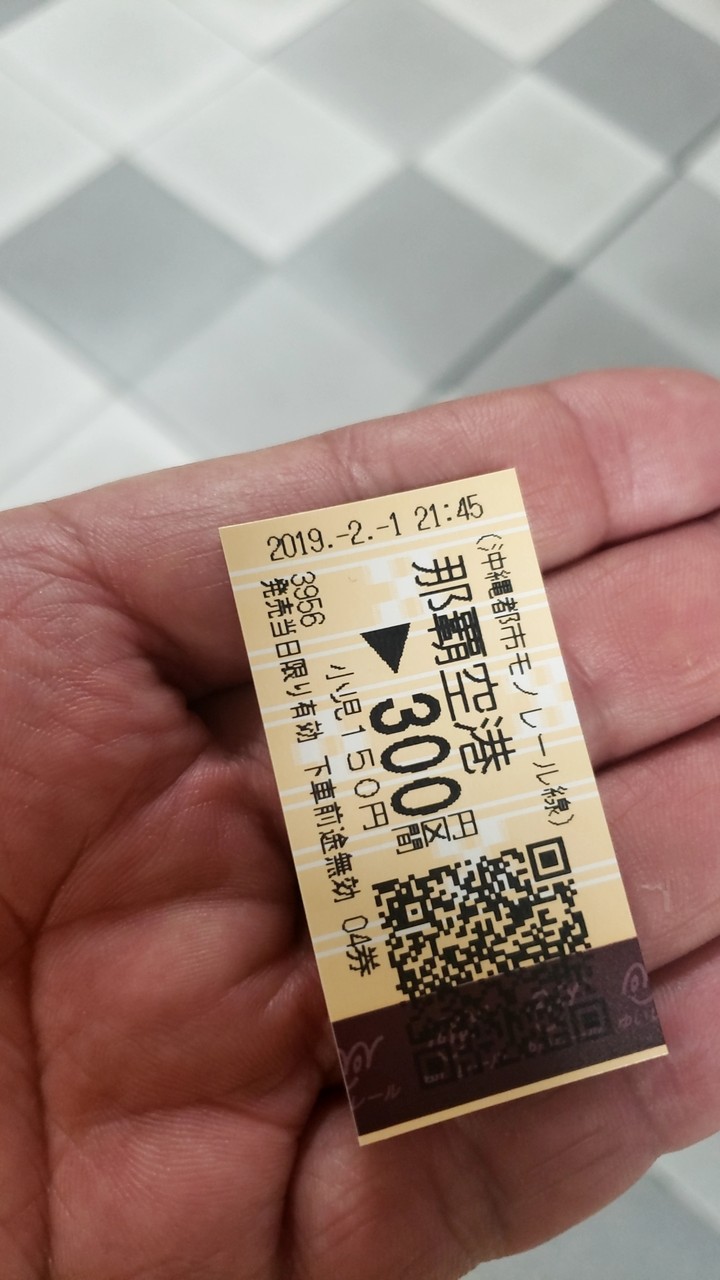 2019.-2.-1 21:45
(沖縄都市モノレール線)
那覇空港
▶ 300円区間
小児150円
3956
発売当日限り有効 下車前途無効 04券